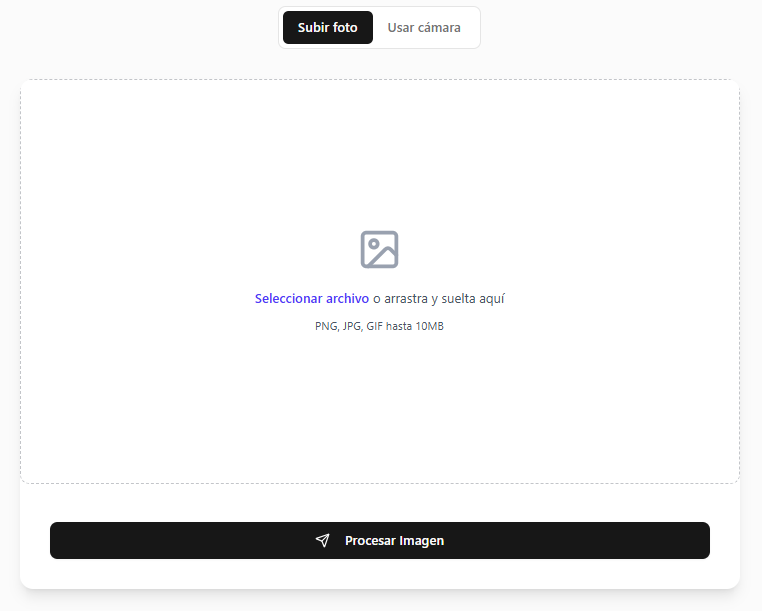 Subir foto Usar cámara
Seleccionar archivo o arrastra y suelta aquí
PNG, JPG, GIF hasta 10MB
Procesar Imagen